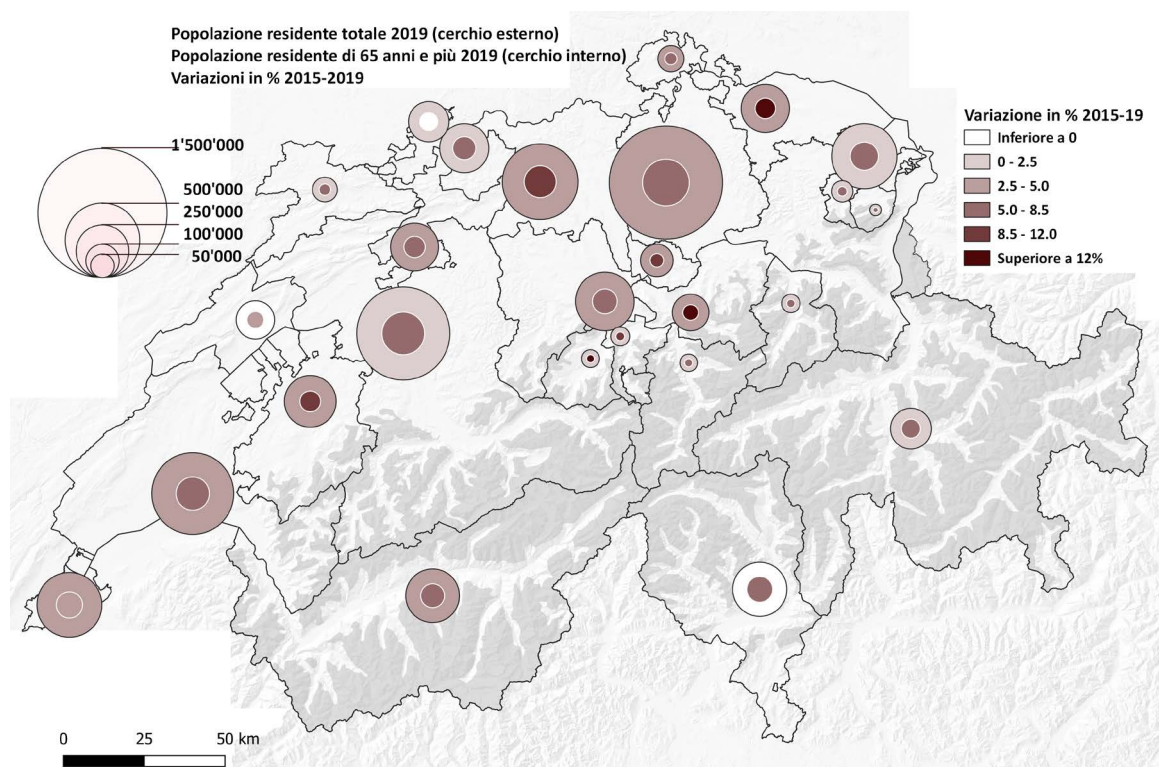 Popolazione residente totale 2019 (cerchio esterno)
Popolazione residente di 65 anni e più 2019 (cerchio interno)
Variazioni in % 2015-2019
1'500'000
500'000
250'000
100'000
50'000
Variazione in % 2015-19
Inferiore a 0
0 - 2.5
2.5 - 5.0
5.0 - 8.5
8.5 - 12.0
Superiore a 12%
0 25 50 km